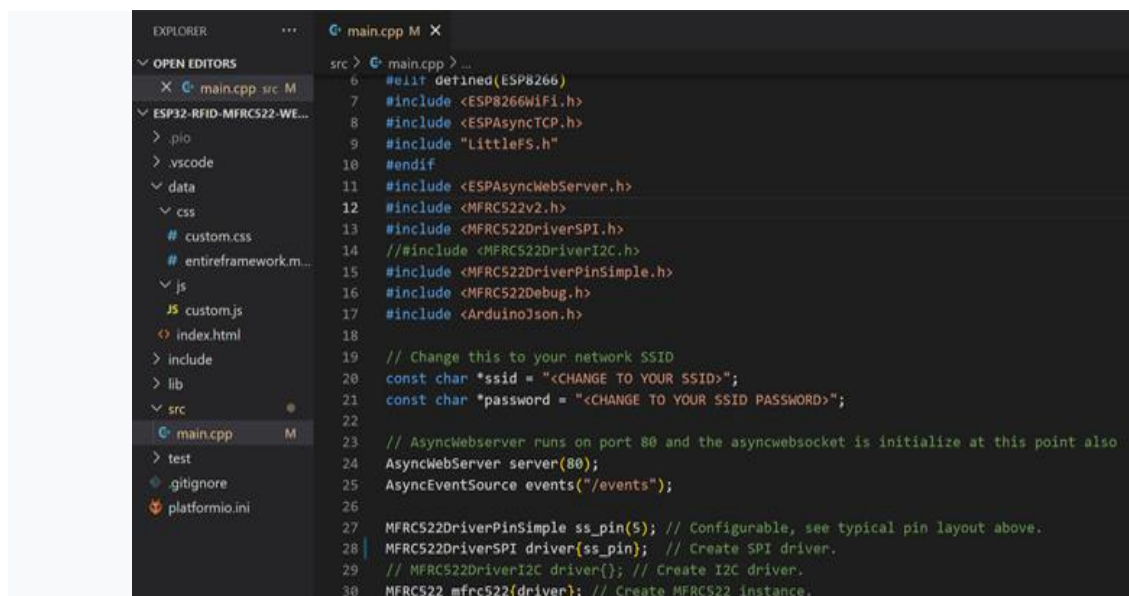 EXPLORER ...
OPEN EDITORS
main.cpp src M
ESP32-RFID-MFRC522-WE...
.pio
.vscode
data
css
# custom.css
# entireframework.m...
js
JS custom.js
<> index.html
include
lib
src
main.cpp M
test
.gitignore
platformio.ini
main.cpp M X
src > main.cpp > ...
6 #elif defined(ESP8266)
7 #include <ESP8266WiFi.h>
8 #include <ESPAsyncTCP.h>
9 #include "LittleFS.h"
10 #endif
11 #include <ESPAsyncWebServer.h>
12 #include <MFRC522v2.h>
13 #include <MFRC522DriverSPI.h>
14 //#include <MFRC522DriverI2C.h>
15 #include <MFRC522DriverPinSimple.h>
16 #include <MFRC522Debug.h>
17 #include <ArduinoJson.h>
18
19 // Change this to your network SSID
20 const char *ssid = "<CHANGE TO YOUR SSID>";
21 const char *password = "<CHANGE TO YOUR SSID PASSWORD>";
22
23 // AsyncWebserver runs on port 80 and the asyncwebsocket is initialize at this point also
24 AsyncWebServer server(80);
25 AsyncEventSource events("/events");
26
27 MFRC522DriverPinSimple ss_pin(5); // Configurable, see typical pin layout above.
28 MFRC522DriverSPI driver{ss_pin}; // Create SPI driver.
29 // MFRC522DriverI2C driver{}; // Create I2C driver.
30 MFRC522 mfrc522{driver}; // Create MFRC522 instance.